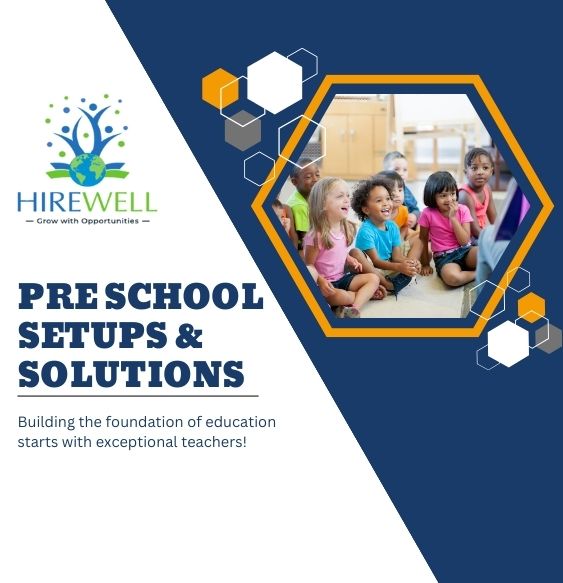 HIREWELL
— Grow with Opportunities —
PRE SCHOOL
SETUPS &
SOLUTIONS
Building the foundation of education
starts with exceptional teachers!